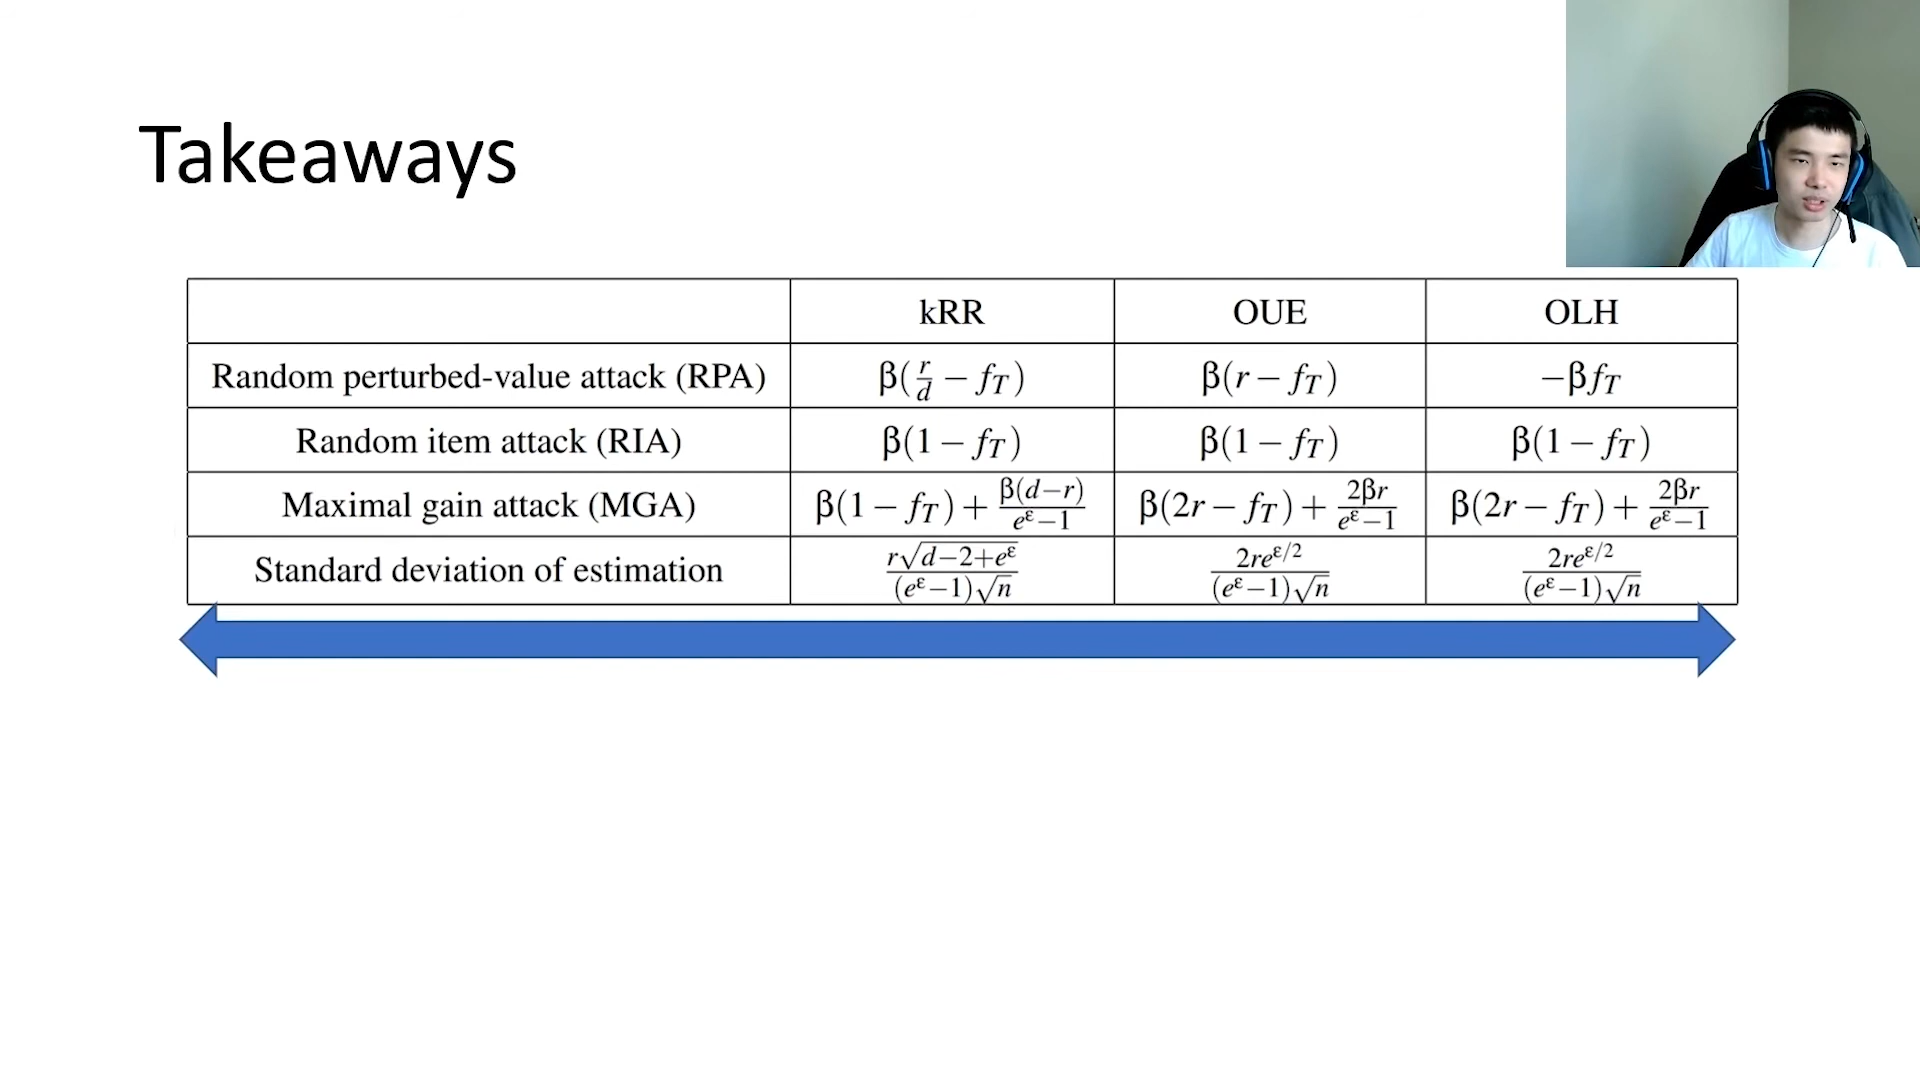 Takeaways
kRR OUE OLH
Random perturbed-value attack (RPA) β(r/d − f_T) β(r − f_T) −βf_T
Random item attack (RIA) β(1 − f_T) β(1 − f_T) β(1 − f_T)
Maximal gain attack (MGA) β(1 − f_T) + β(d−r)/(e^ε−1) β(2r − f_T) + 2βr/(e^ε−1) β(2r − f_T) + 2βr/(e^ε−1)
Standard deviation of estimation r√(d−2+e^ε)/((e^ε−1)√n) 2re^(ε/2)/((e^ε−1)√n) 2re^(ε/2)/((e^ε−1)√n)